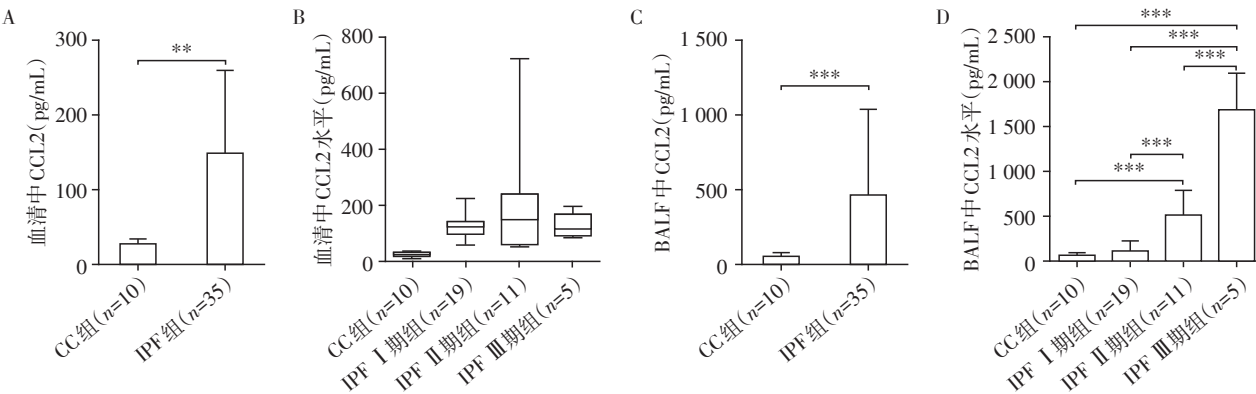 A
血清中CCL2(pg/mL)
300
200
100
0
**
CC组(n=10)
IPF组(n=35)
B
血清中CCL2水平(pg/mL)
800
600
400
200
0
CC组(n=10)
IPF Ⅰ期组(n=19)
IPF Ⅱ期组(n=11)
IPF Ⅲ期组(n=5)
C
BALF中CCL2(pg/mL)
1 500
1 000
500
0
***
CC组(n=10)
IPF组(n=35)
D
BALF中CCL2水平(pg/mL)
2 500
2 000
1 500
1 000
500
0
***
***
***
***
***
CC组(n=10)
IPF Ⅰ期组(n=19)
IPF Ⅱ期组(n=11)
IPF Ⅲ期组(n=5)